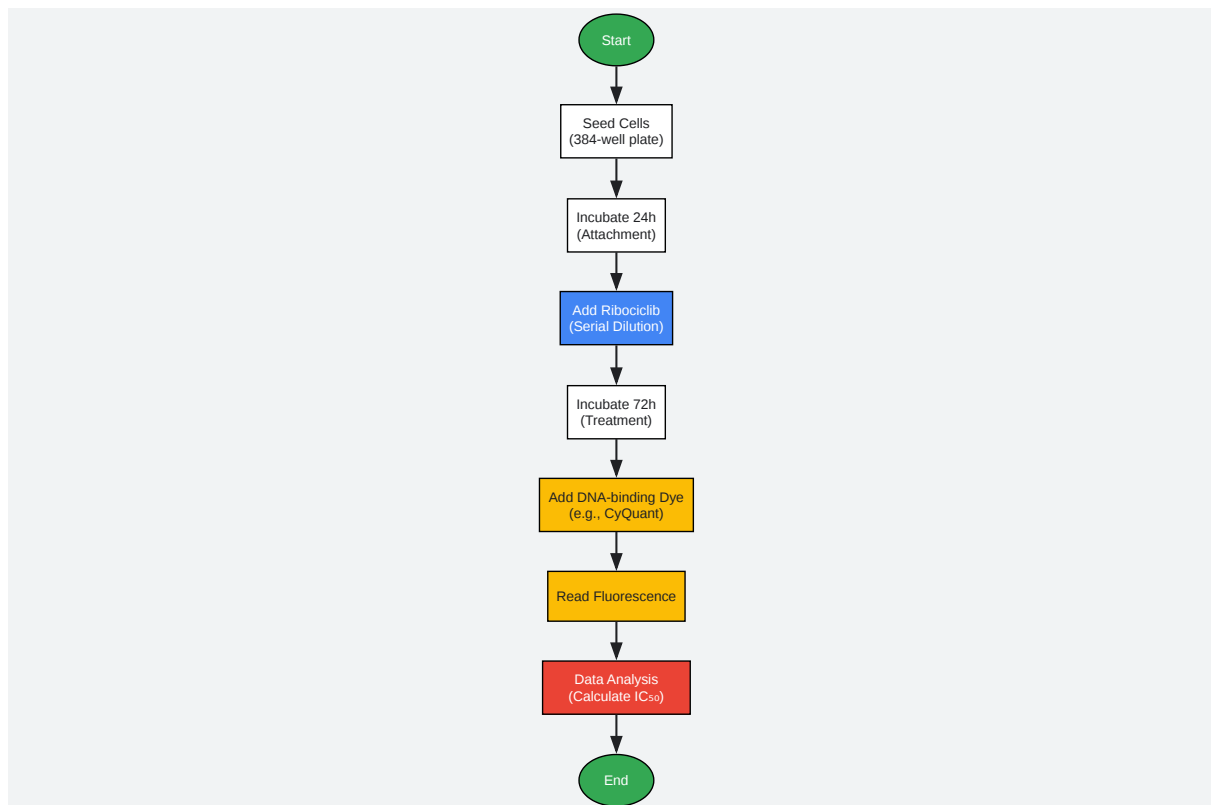 Start
Seed Cells
(384-well plate)
Incubate 24h
(Attachment)
Add Ribociclib
(Serial Dilution)
Incubate 72h
(Treatment)
Add DNA-binding Dye
(e.g., CyQuant)
Read Fluorescence
Data Analysis
(Calculate IC₅₀)
End